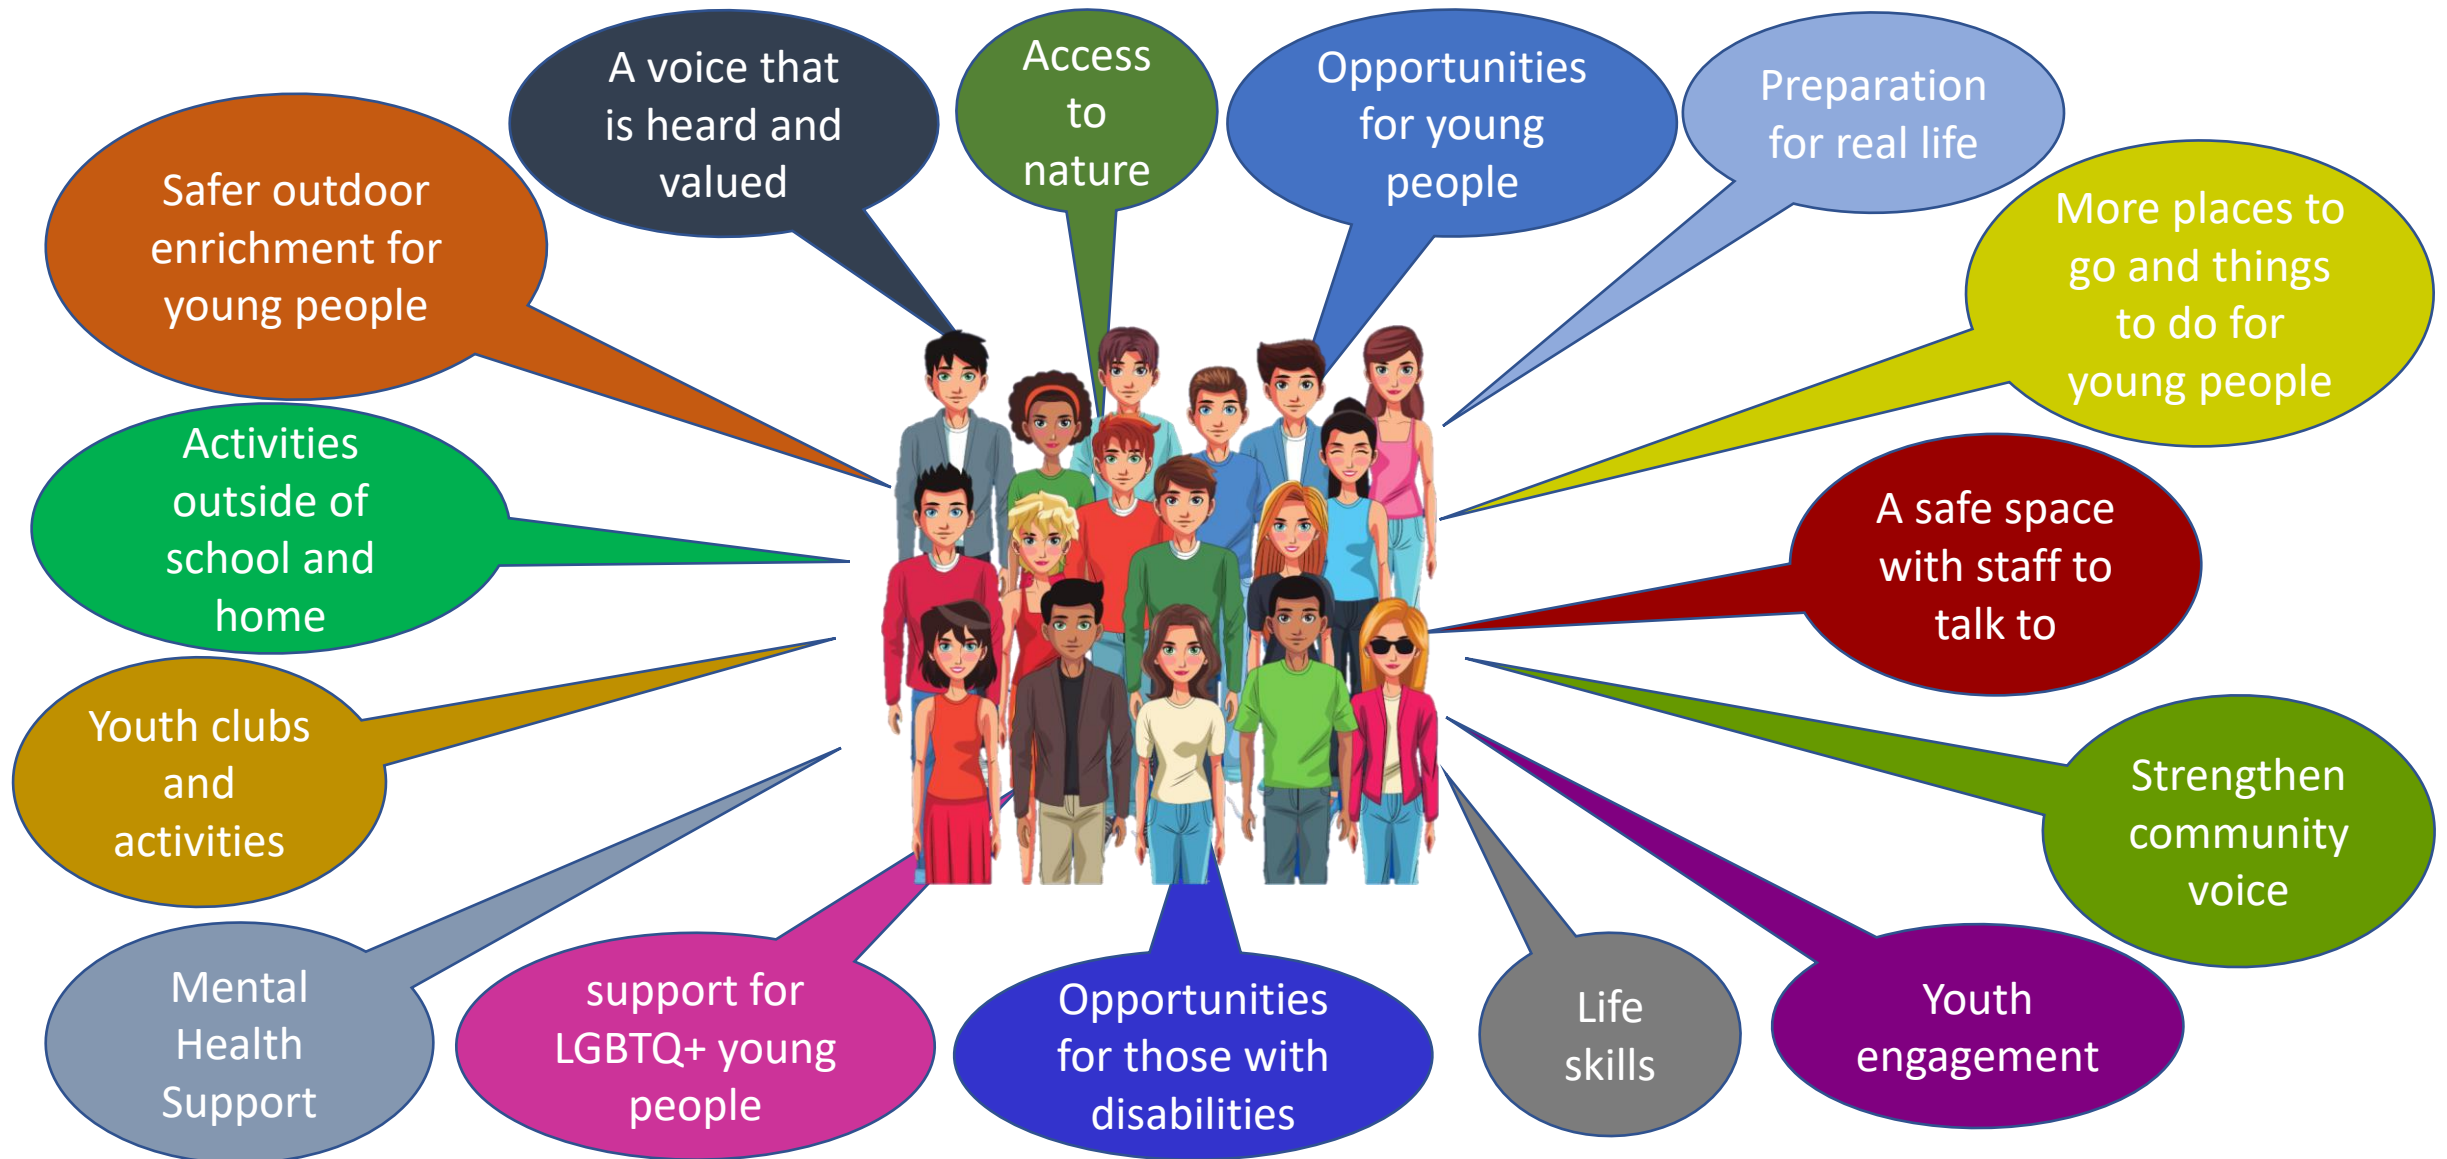 A voice that
is heard and
valued
Access
to
nature
Opportunities
for young
people
Preparation
for real life
Safer outdoor
enrichment for
young people
More places to
go and things
to do for
young people
Activities
outside of
school and
home
A safe space
with staff to
talk to
Youth clubs
and
activities
Strengthen
community
voice
Mental
Health
Support
support for
LGBTQ+ young
people
Opportunities
for those with
disabilities
Life
skills
Youth
engagement